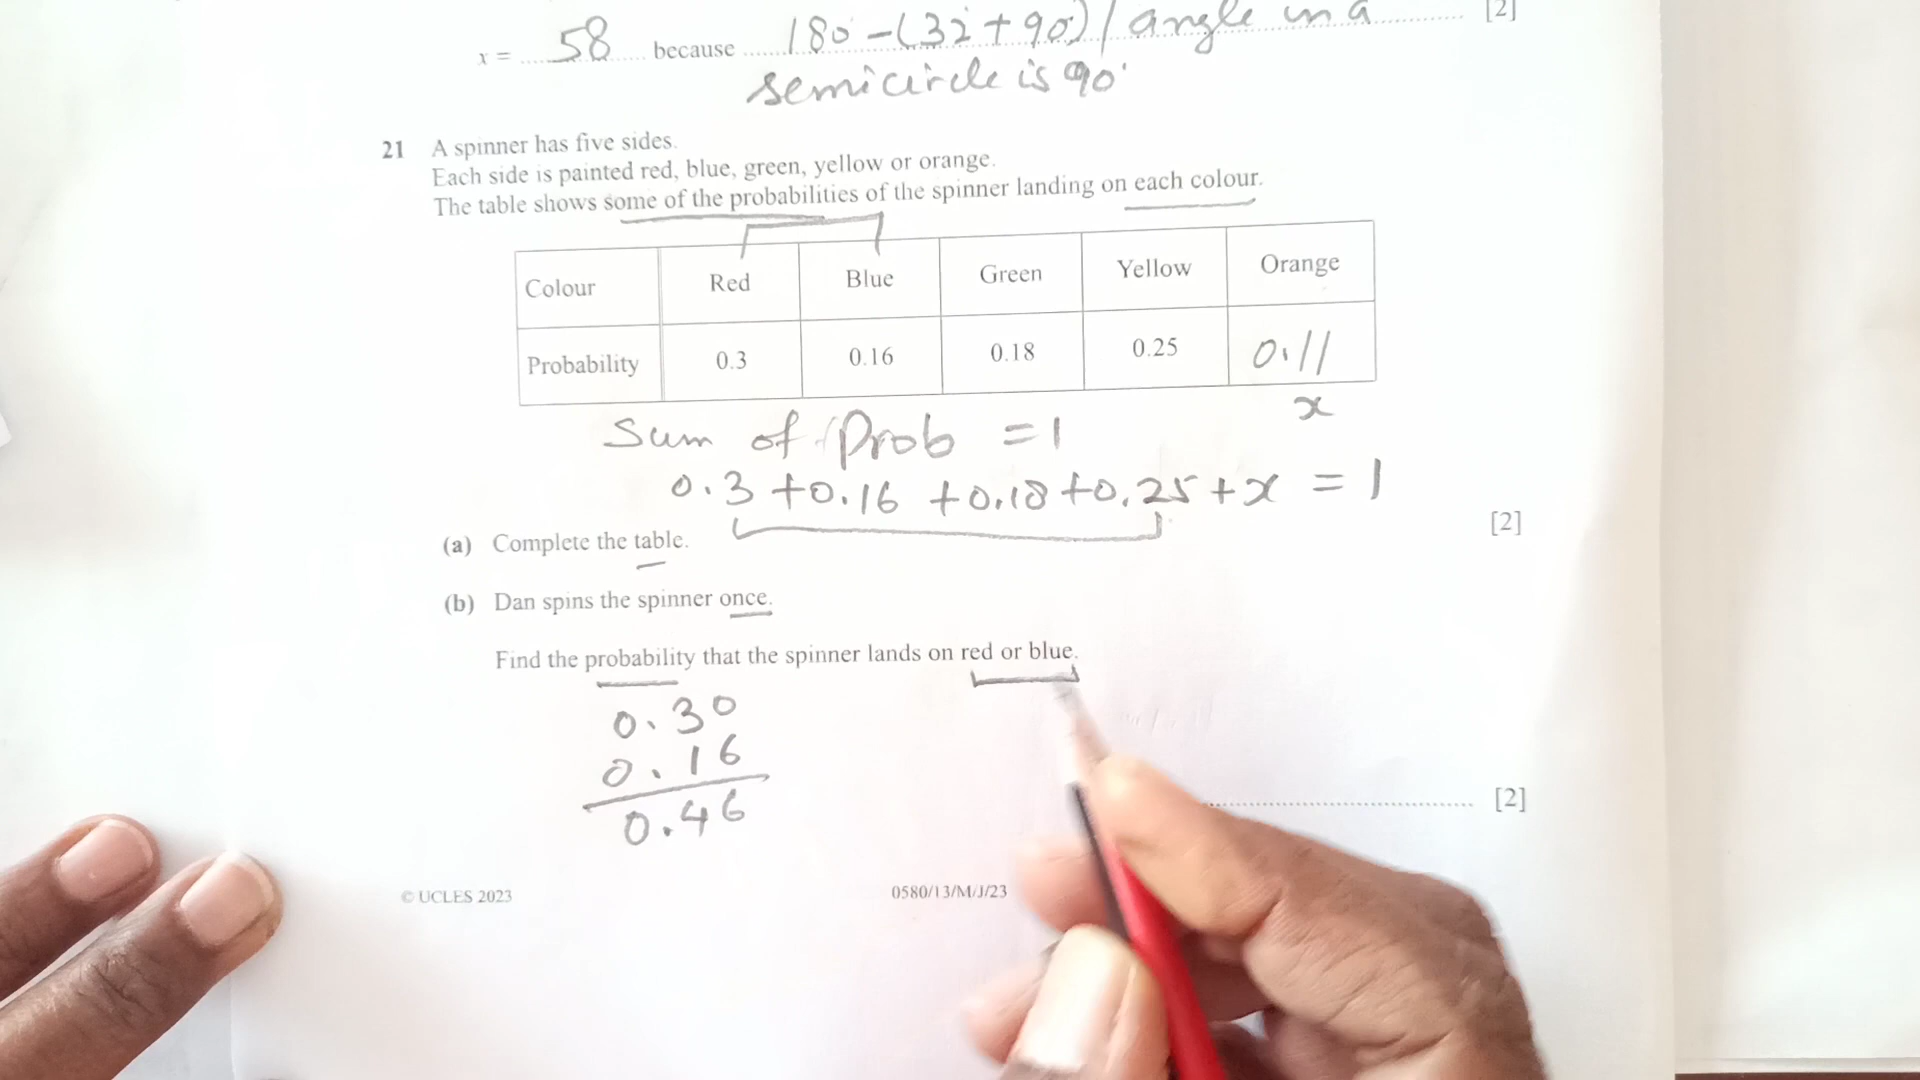 x = 58 because 180 - (32 + 90) / angle in a [2]
semicircle is 90°
21 A spinner has five sides.
Each side is painted red, blue, green, yellow or orange.
The table shows some of the probabilities of the spinner landing on each colour.
Colour Red Blue Green Yellow Orange
Probability 0.3 0.16 0.18 0.25 0.11
x
Sum of Prob = 1
0.3 + 0.16 + 0.18 + 0.25 + x = 1
[2]
(a) Complete the table.
(b) Dan spins the spinner once.
Find the probability that the spinner lands on red or blue.
0.30
0.16
0.46
[2]
© UCLES 2023 0580/13/M/J/23